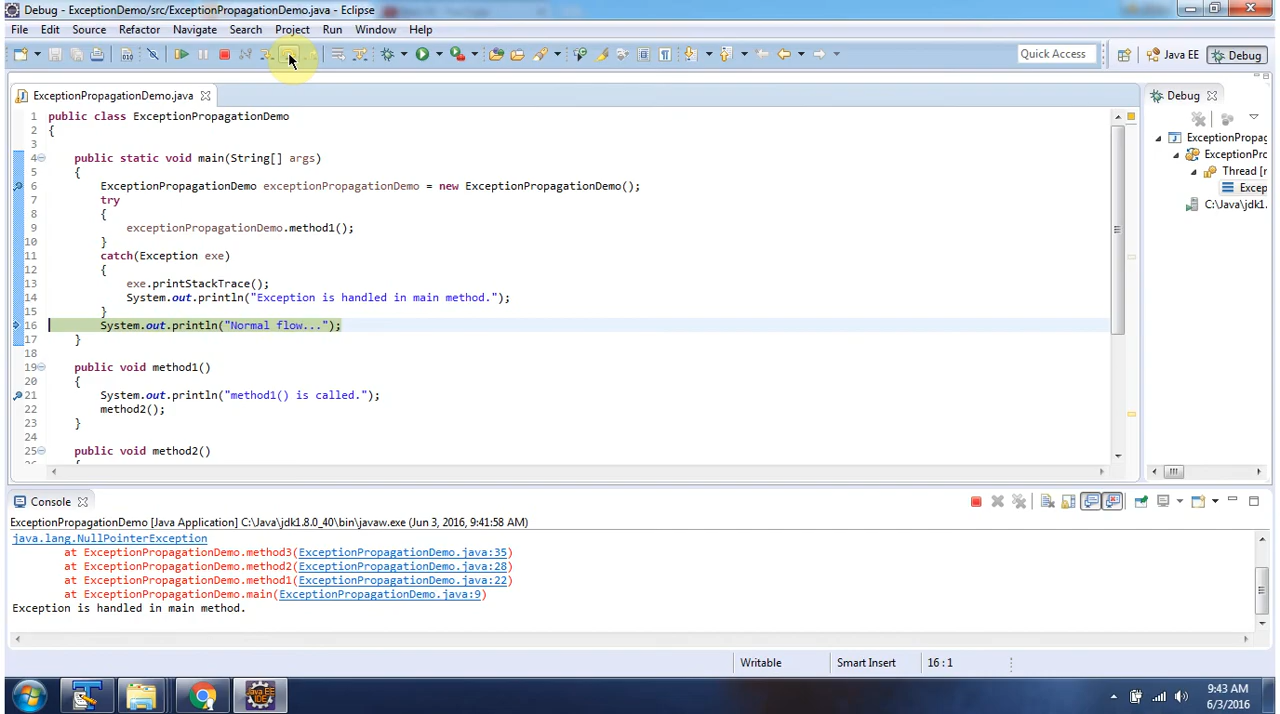 Debug - ExceptionDemo/src/ExceptionPropagationDemo.java - Eclipse
File Edit Source Refactor Navigate Search Project Run Window Help
Quick Access Java EE Debug
ExceptionPropagationDemo.java
1 public class ExceptionPropagationDemo
2 {
3
4 public static void main(String[] args)
5 {
6 ExceptionPropagationDemo exceptionPropagationDemo = new ExceptionPropagationDemo();
7 try
8 {
9 exceptionPropagationDemo.method1();
10 }
11 catch(Exception exe)
12 {
13 exe.printStackTrace();
14 System.out.println("Exception is handled in main method.");
15 }
16 System.out.println("Normal flow...");
17 }
18
19 public void method1()
20 {
21 System.out.println("method1() is called.");
22 method2();
23 }
24
25 public void method2()
Debug
ExceptionPropag
ExceptionPro
Thread [r
Excep
C:\Java\jdk1.
Console
ExceptionPropagationDemo [Java Application] C:\Java\jdk1.8.0_40\bin\javaw.exe (Jun 3, 2016, 9:41:58 AM)
java.lang.NullPointerException
at ExceptionPropagationDemo.method3(ExceptionPropagationDemo.java:35)
at ExceptionPropagationDemo.method2(ExceptionPropagationDemo.java:28)
at ExceptionPropagationDemo.method1(ExceptionPropagationDemo.java:22)
at ExceptionPropagationDemo.main(ExceptionPropagationDemo.java:9)
Exception is handled in main method.
Writable Smart Insert 16 : 1
Java EE
IDE
9:43 AM
6/3/2016